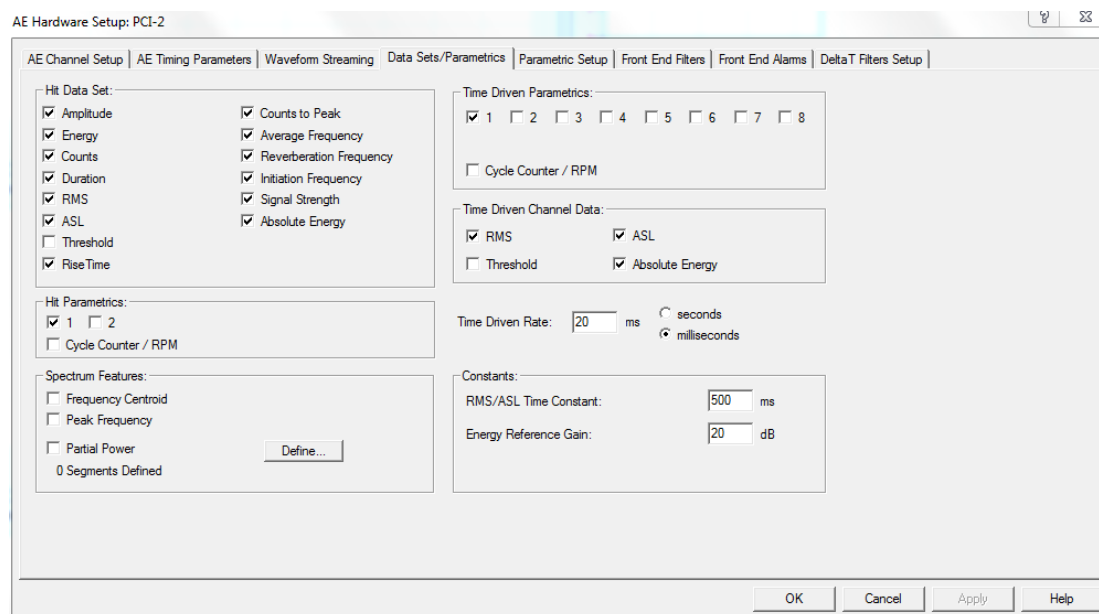 AE Hardware Setup: PCI-2
AE Channel Setup AE Timing Parameters Waveform Streaming Data Sets/Parametrics Parametric Setup Front End Filters Front End Alarms DeltaT Filters Setup
Hit Data Set:
Amplitude
Energy
Counts
Duration
RMS
ASL
Threshold
RiseTime
Counts to Peak
Average Frequency
Reverberation Frequency
Initiation Frequency
Signal Strength
Absolute Energy
Hit Parametrics:
1 2
Cycle Counter / RPM
Spectrum Features:
Frequency Centroid
Peak Frequency
Partial Power
Define...
0 Segments Defined
Time Driven Parametrics:
1 2 3 4 5 6 7 8
Cycle Counter / RPM
Time Driven Channel Data:
RMS ASL
Threshold Absolute Energy
Time Driven Rate: 20 ms
seconds
milliseconds
Constants:
RMS/ASL Time Constant: 500 ms
Energy Reference Gain: 20 dB
OK Cancel Apply Help